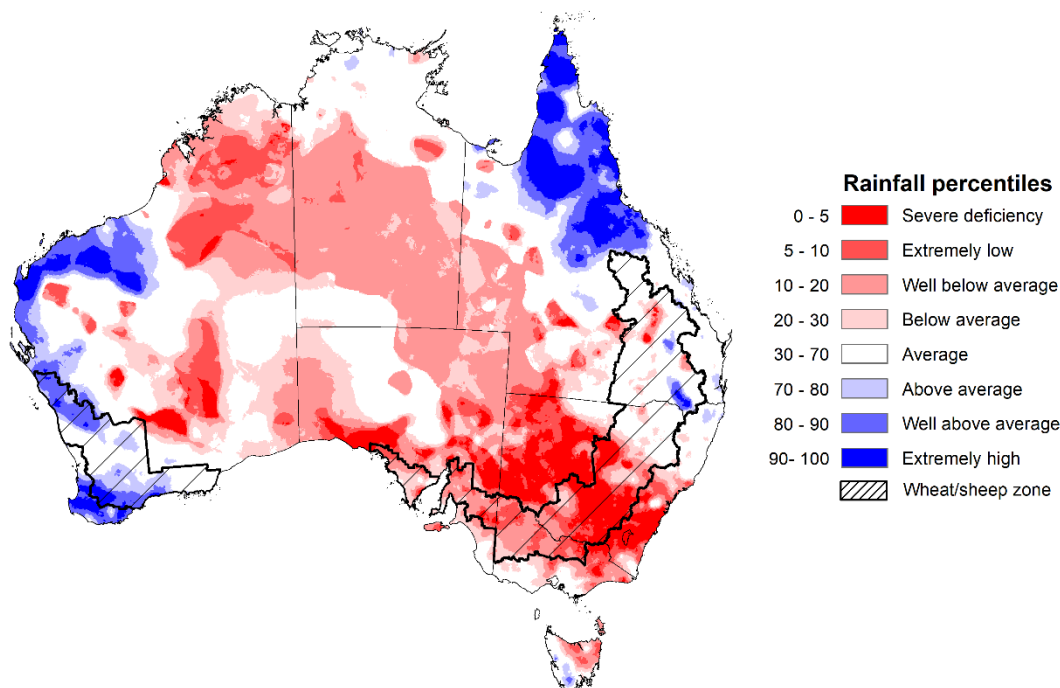 Rainfall percentiles
0 - 5 Severe deficiency
5 - 10 Extremely low
10 - 20 Well below average
20 - 30 Below average
30 - 70 Average
70 - 80 Above average
80 - 90 Well above average
90- 100 Extremely high
Wheat/sheep zone